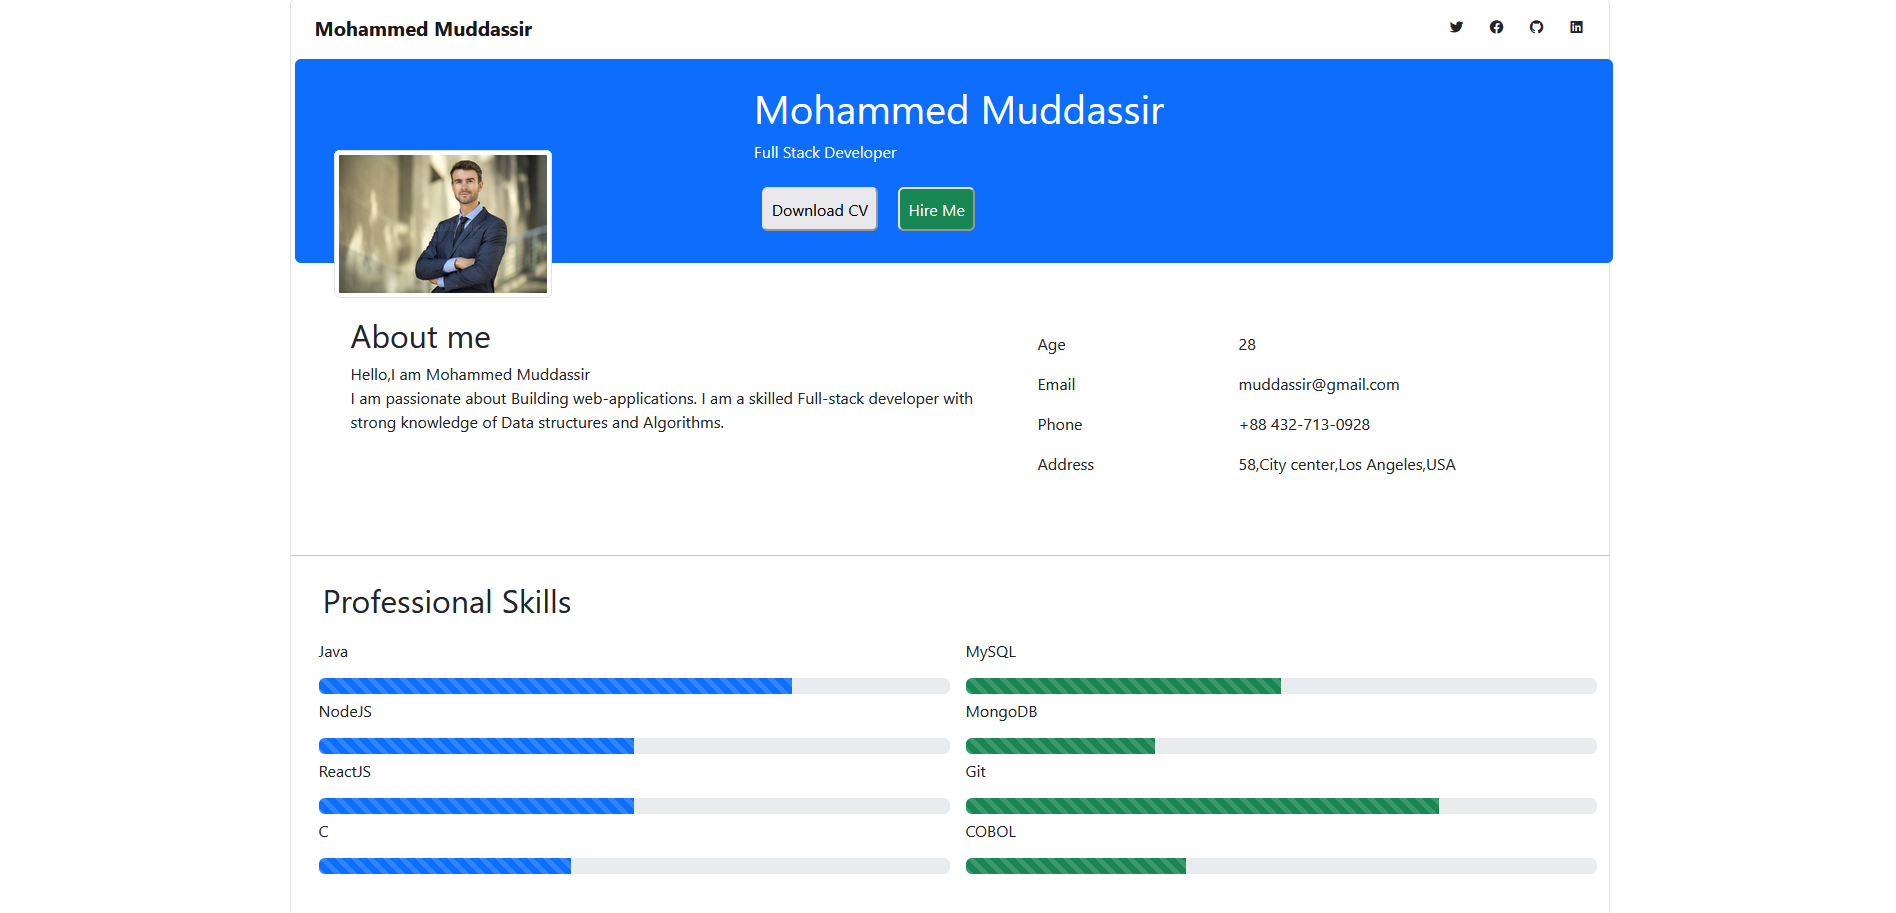 Mohammed Muddassir
Mohammed Muddassir
Full Stack Developer
Download CV
Hire Me
About me
Hello,I am Mohammed Muddassir
I am passionate about Building web-applications. I am a skilled Full-stack developer with
strong knowledge of Data structures and Algorithms.
Age 28
Email muddassir@gmail.com
Phone +88 432-713-0928
Address 58,City center,Los Angeles,USA
Professional Skills
Java
NodeJS
ReactJS
C
MySQL
MongoDB
Git
COBOL